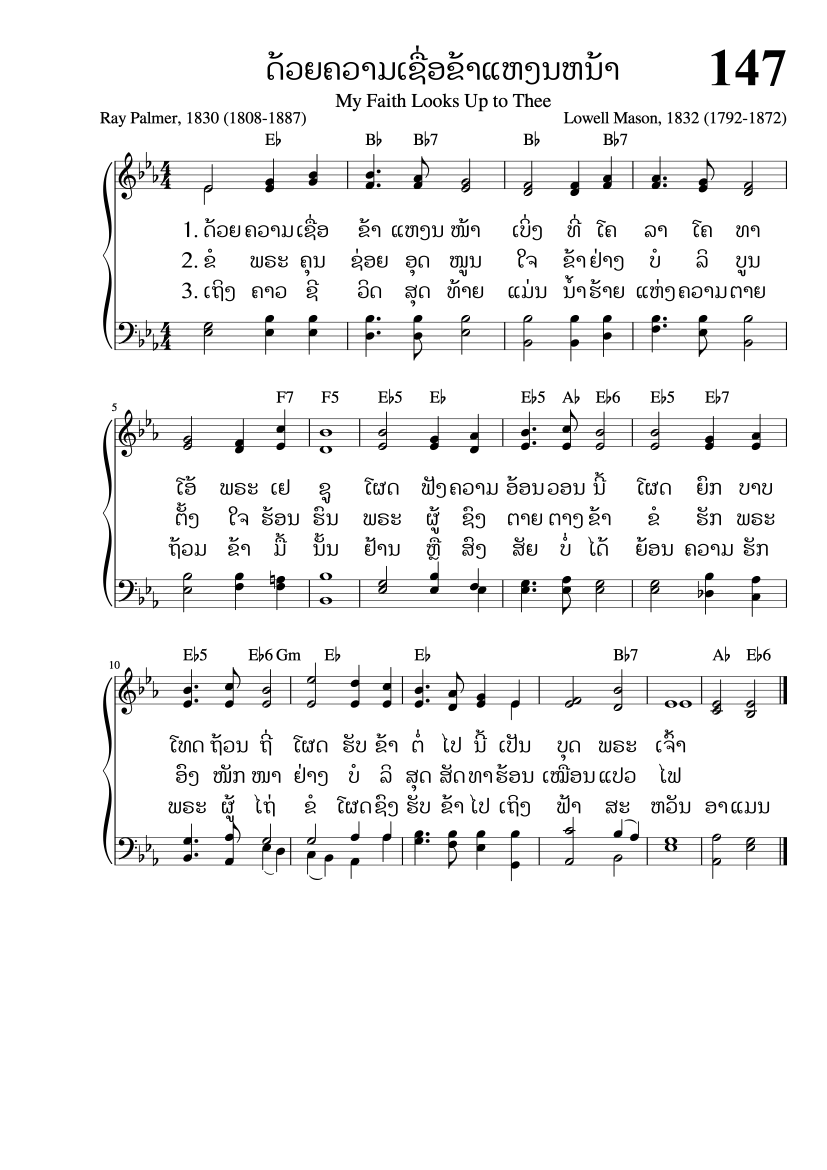 ດ້ວຍຄວາມເຊື່ອຂ້າແຫງນຫນ້າ 147
My Faith Looks Up to Thee
Ray Palmer, 1830 (1808-1887) Lowell Mason, 1832 (1792-1872)
E♭ B♭ B♭7 B♭ B♭7
1. ດ້ວຍ ຄວາມ ເຊື່ອ ຂ້າ ແຫງນ ໜ້າ ເບິ່ງ ທີ່ ໂຄ ລາ ໂຄ ທາ
2. ຂໍ ພຣະ ຄຸນ ຊ່ອຍ ອຸດ ໜູນ ໃຈ ຂ້າ ຢ່າງ ບໍ ລິ ບູນ
3. ເຖິງ ຄາວ ຊີ ວິດ ສຸດ ທ້າຍ ແມ່ນ ນ້ຳ ຮ້າຍ ແຫ່ງ ຄວາມ ຕາຍ
5 F7 F5 E♭5 E♭ E♭5 A♭ E♭6 E♭5 E♭7
ໂອ້ ພຣະ ເຢ ຊູ ໂຜດ ຟັງ ຄວາມ ອ້ອນ ວອນ ນີ້ ໂຜດ ຍົກ ບາບ
ຕັ້ງ ໃຈ ຮ້ອນ ຮົນ ພຣະ ຜູ້ ຊົງ ຕາຍ ຕາງ ຂ້າ ຂໍ ຮັກ ພຣະ
ຖ້ວມ ຂ້າ ມື້ ນັ້ນ ຢ້ານ ຫຼື ສົງ ສັຍ ບໍ່ ໄດ້ ຍ້ອນ ຄວາມ ຮັກ
10 E♭5 E♭6 Gm E♭ E♭ B♭7 A♭ E♭6
ໂທດ ຖ້ວນ ຖີ່ ໂຜດ ຮັບ ຂ້າ ຕໍ່ ໄປ ນີ້ ເປັນ ບຸດ ພຣະ ເຈົ້າ
ອົງ ໜັກ ໜາ ຢ່າງ ບໍ ລິ ສຸດ ສັດ ທາ ຮ້ອນ ເໝືອນ ແປວ ໄຟ
ພຣະ ຜູ້ ໄຖ່ ຂໍ ໂຜດ ຊົງ ຮັບ ຂ້າ ໄປ ເຖິງ ຟ້າ ສະ ຫວັນ ອາ ແມນ